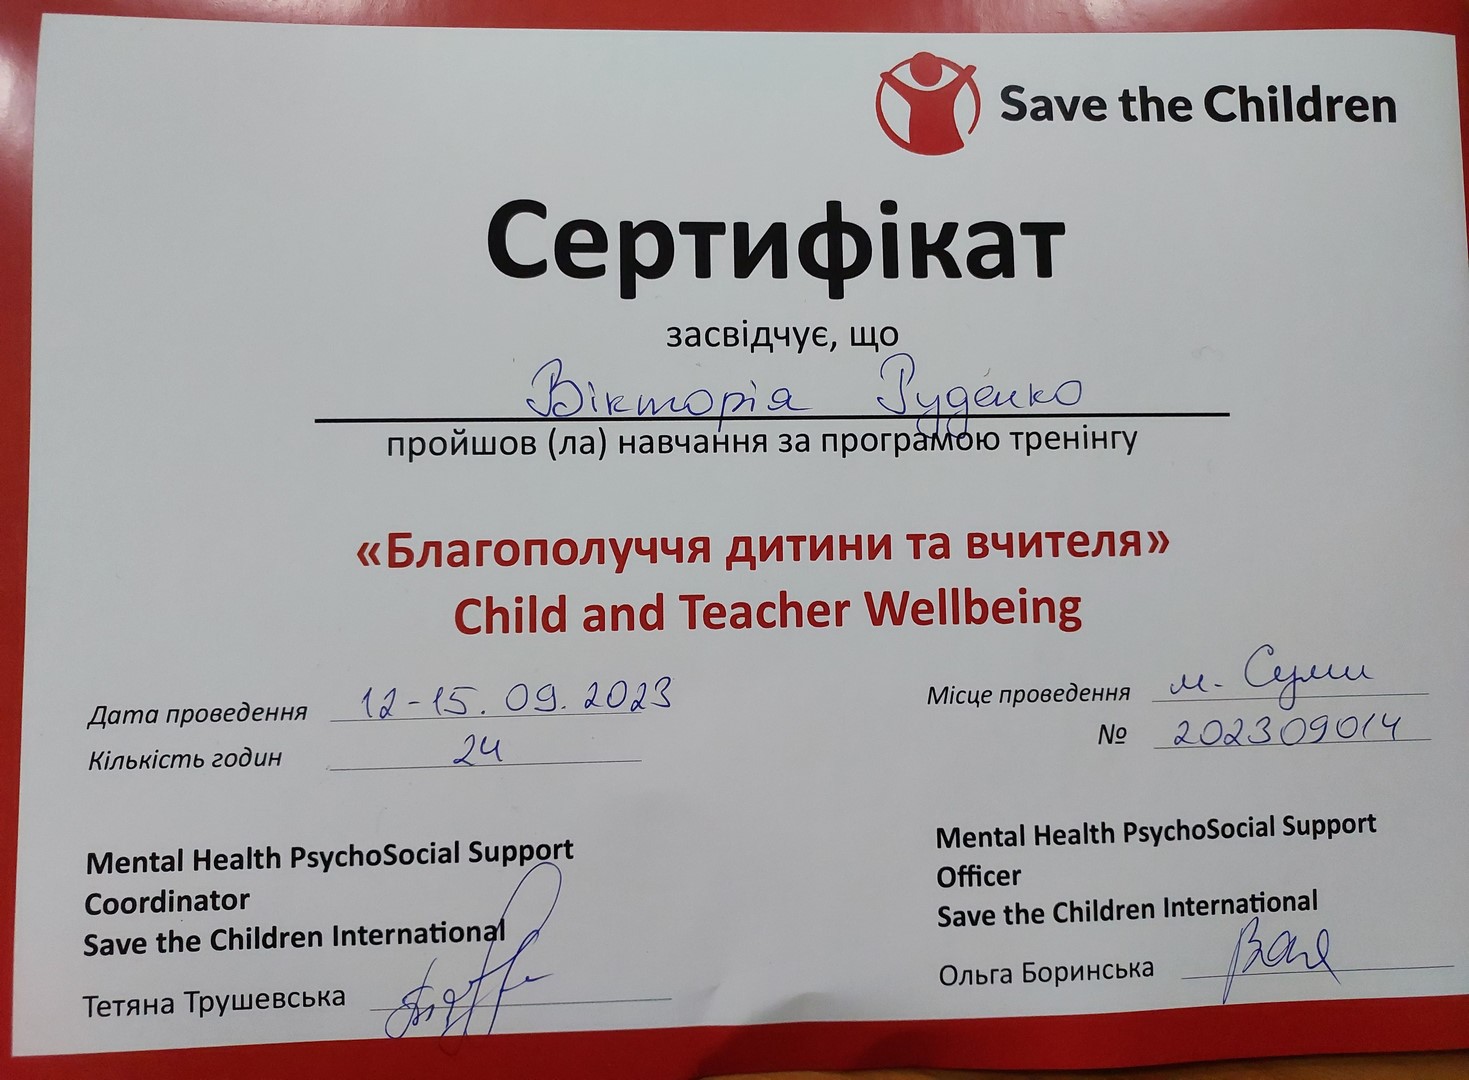 Save the Children
Сертифікат
засвідчує, що
Вікторія Руденко
пройшов (ла) навчання за програмою тренінгу
«Благополуччя дитини та вчителя»
Child and Teacher Wellbeing
Дата проведення 12-15. 09. 2023
Кількість годин 24
Місце проведення м. Суми
№ 202309014
Mental Health PsychoSocial Support
Coordinator
Save the Children International
Тетяна Трушевська
Mental Health PsychoSocial Support
Officer
Save the Children International
Ольга Боринська